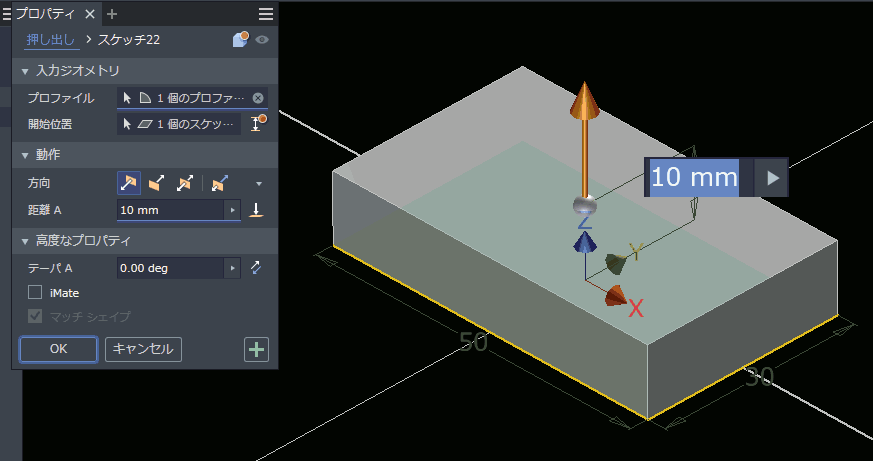 プロパティ
押し出し > スケッチ22
入力ジオメトリ
プロファイル 1 個のプロファ…
開始位置 1 個のスケッ…
動作
方向
距離 A 10 mm
高度なプロパティ
テーパ A 0.00 deg
iMate
マッチ シェイプ
OK キャンセル
10 mm
Z
Y
X
50
30